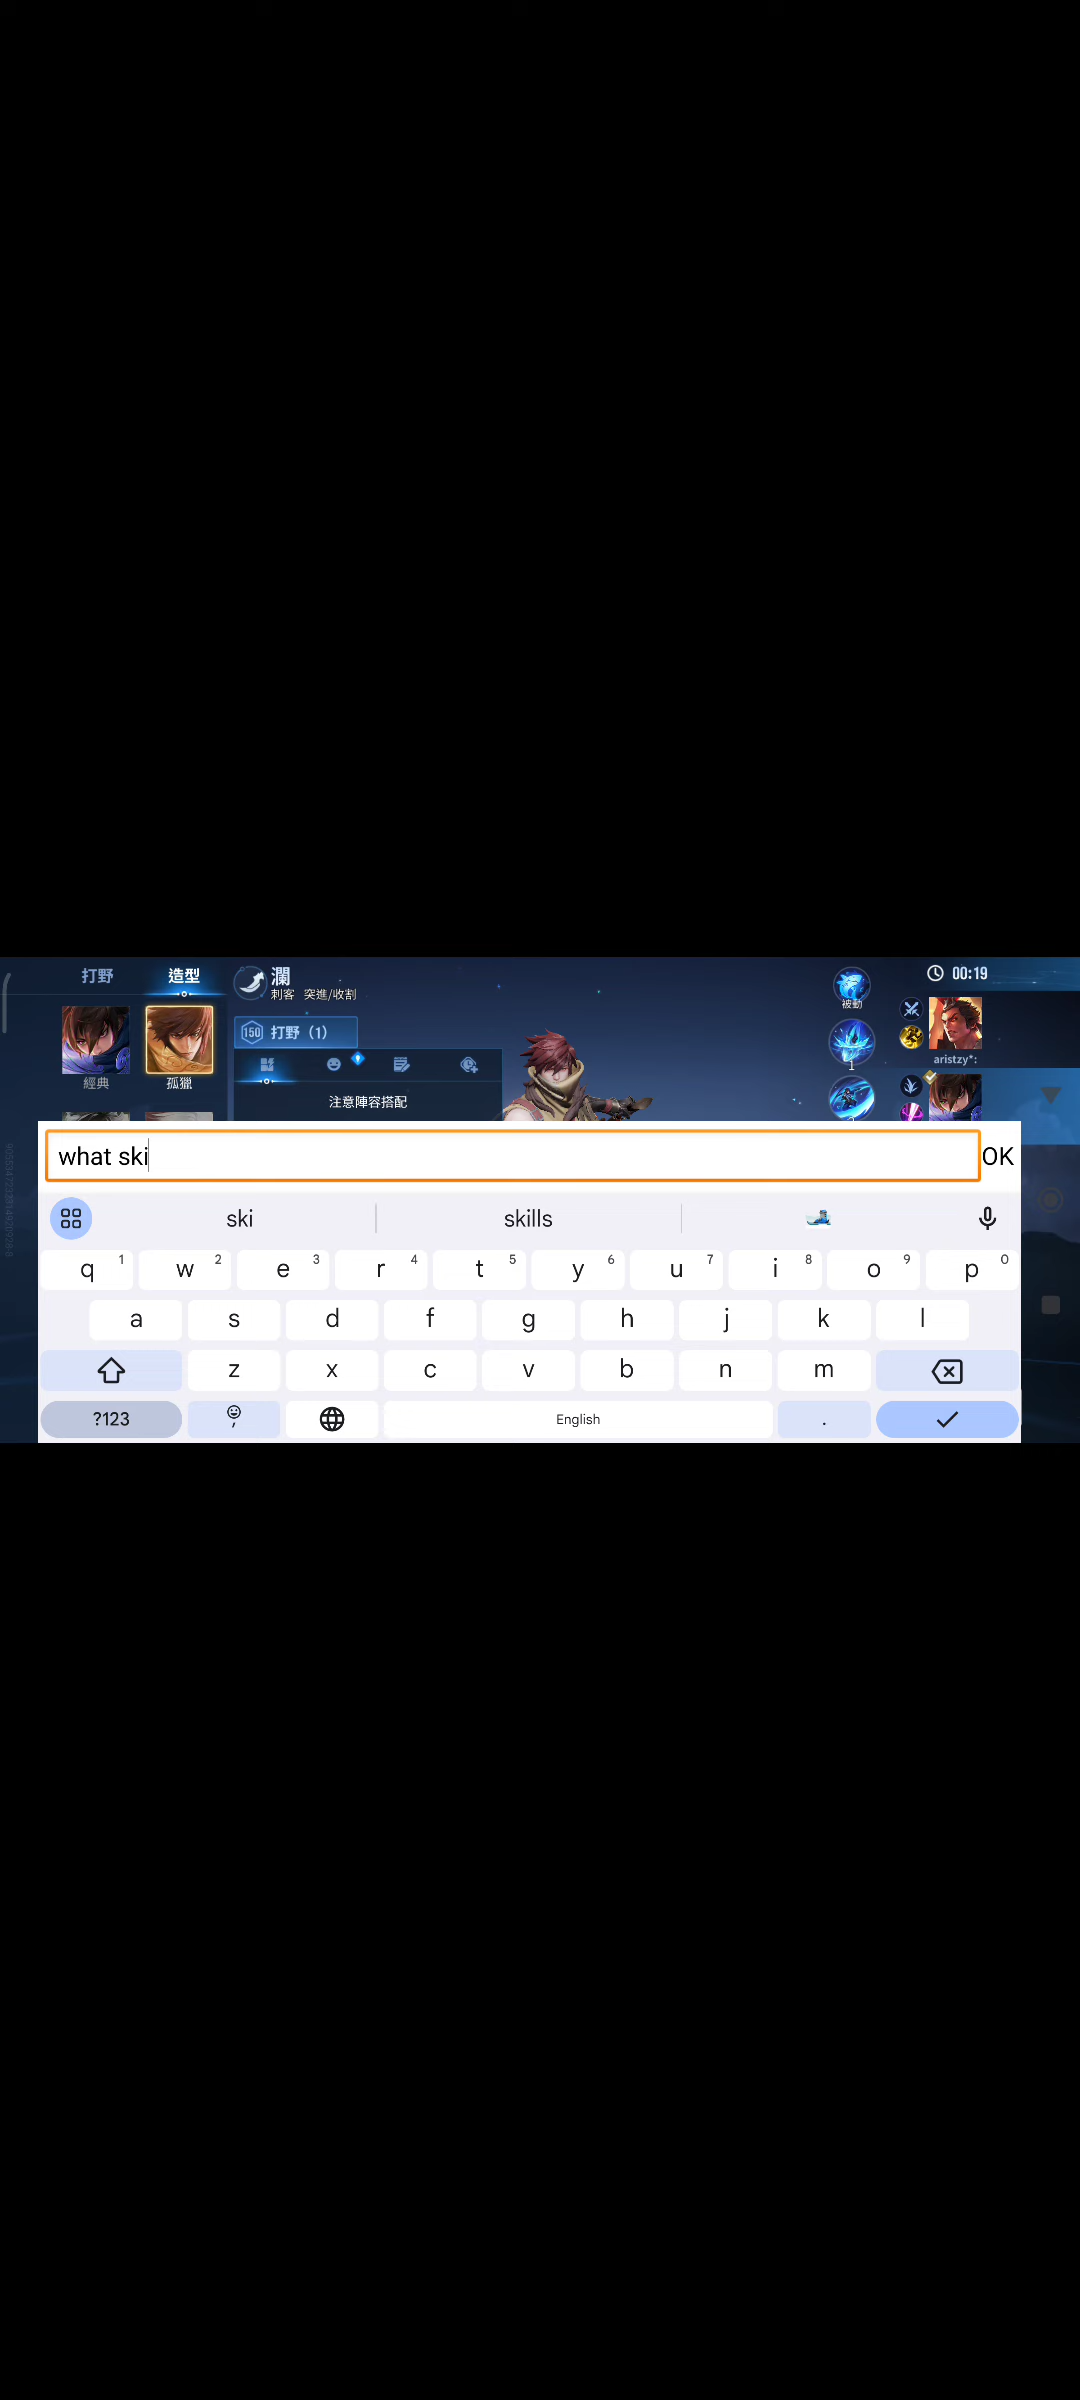 打野
造型
瀾
刺客 突進/收割
被動
00:19
150 打野 (1)
經典
孤獵
注意陣容搭配
1
aristzy*:
what ski
OK
ski
skills
q 1 w 2 e 3 r 4 t 5 y 6 u 7 i 8 o 9 p 0
a s d f g h j k l
z x c v b n m
?123 , English .